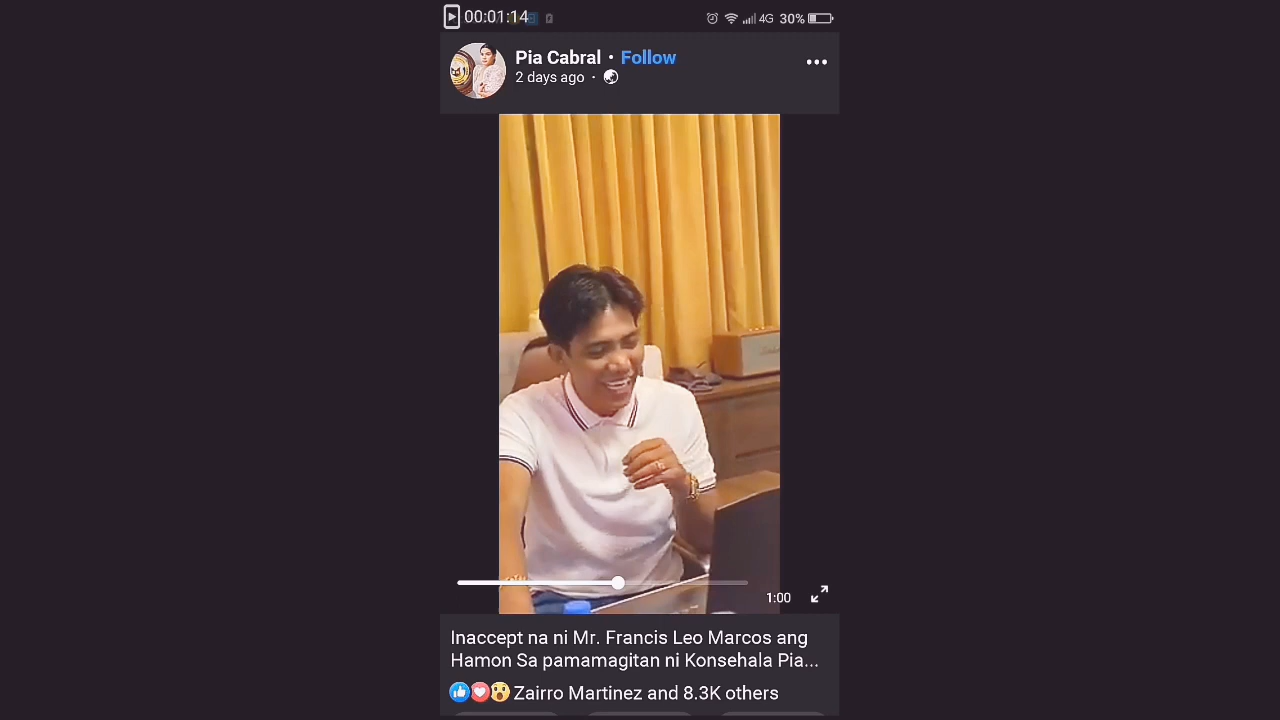 00:01:14
4G 30%
Pia Cabral • Follow
2 days ago ·
1:00
Inaccept na ni Mr. Francis Leo Marcos ang
Hamon Sa pamamagitan ni Konsehala Pia...
Zairro Martinez and 8.3K others